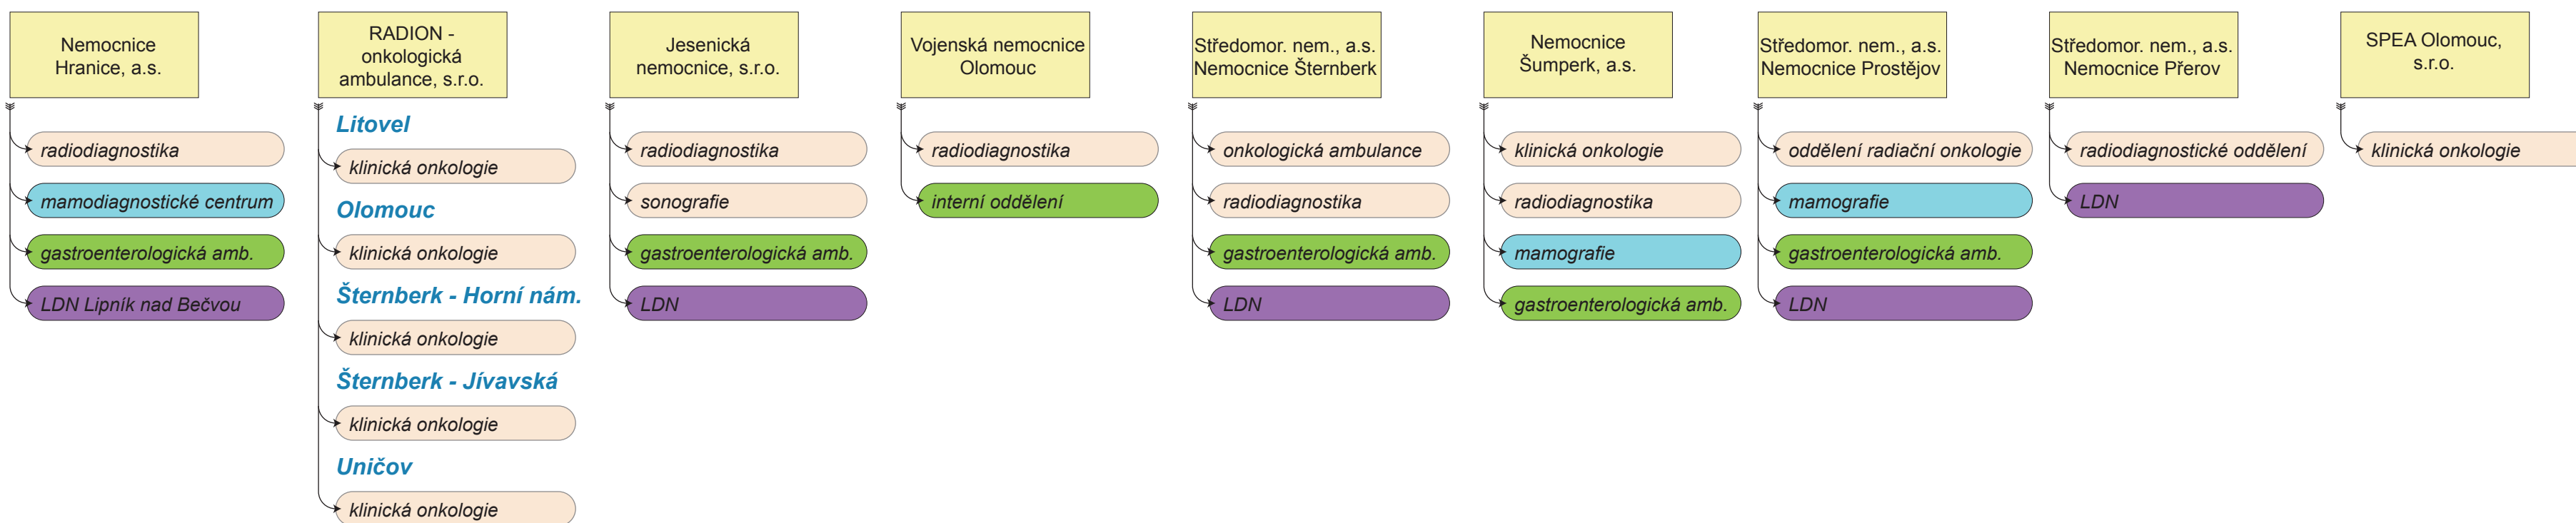 Nemocnice
Hranice, a.s.
radiodiagnostika
mamodiagnostické centrum
gastroenterologická amb.
LDN Lipník nad Bečvou
RADION -
onkologická
ambulance, s.r.o.
Litovel
klinická onkologie
Olomouc
klinická onkologie
Šternberk - Horní nám.
klinická onkologie
Šternberk - Jívavská
klinická onkologie
Uničov
klinická onkologie
Jesenická
nemocnice, s.r.o.
radiodiagnostika
sonografie
gastroenterologická amb.
LDN
Vojenská nemocnice
Olomouc
radiodiagnostika
interní oddělení
Středomor. nem., a.s.
Nemocnice Šternberk
onkologická ambulance
radiodiagnostika
gastroenterologická amb.
LDN
Nemocnice
Šumperk, a.s.
klinická onkologie
radiodiagnostika
mamografie
gastroenterologická amb.
Středomor. nem., a.s.
Nemocnice Prostějov
oddělení radiační onkologie
mamografie
gastroenterologická amb.
LDN
Středomor. nem., a.s.
Nemocnice Přerov
radiodiagnostické oddělení
LDN
SPEA Olomouc,
s.r.o.
klinická onkologie